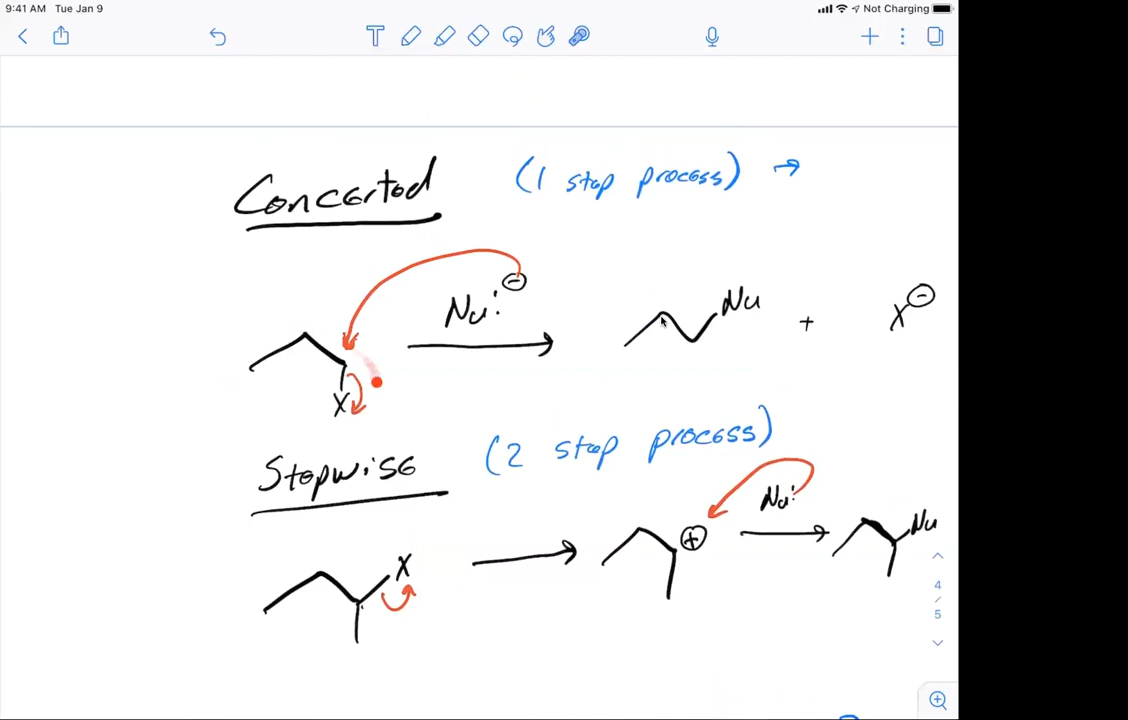 9:41 AM Tue Jan 9
Not Charging
Concerted (1 step process) →
Nu:⊖
Nu + X⊖
X
Stepwise (2 step process)
X ⊕ Nu: Nu
4
/
5